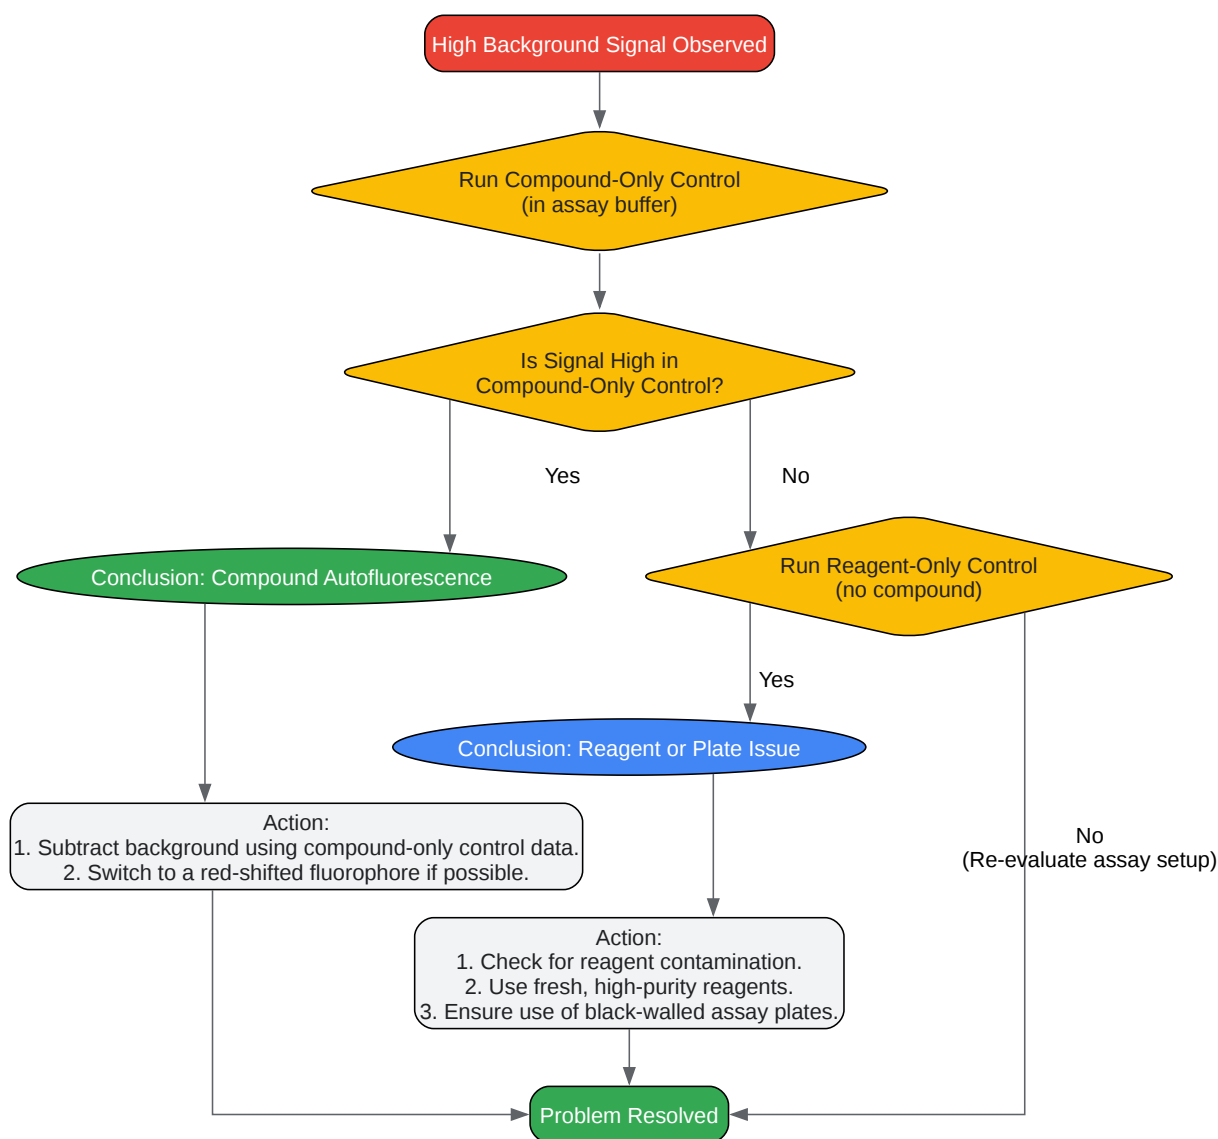 High Background Signal Observed
Run Compound-Only Control
(in assay buffer)
Is Signal High in
Compound-Only Control?
Yes
No
Conclusion: Compound Autofluorescence
Run Reagent-Only Control
(no compound)
Yes
Conclusion: Reagent or Plate Issue
Action:
1. Subtract background using compound-only control data.
2. Switch to a red-shifted fluorophore if possible.
No
(Re-evaluate assay setup)
Action:
1. Check for reagent contamination.
2. Use fresh, high-purity reagents.
3. Ensure use of black-walled assay plates.
Problem Resolved